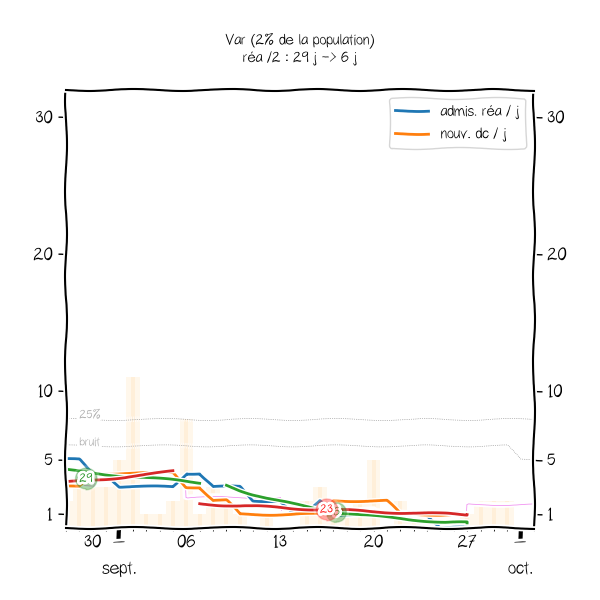 Var (2% de la population)
réa /2 : 29 j -> 6 j
admis. réa / j
nouv. dc / j
30 30
20 20
10 10
25%
bruit
5 5
29
23
1 1
30 06 13 20 27
sept. oct.